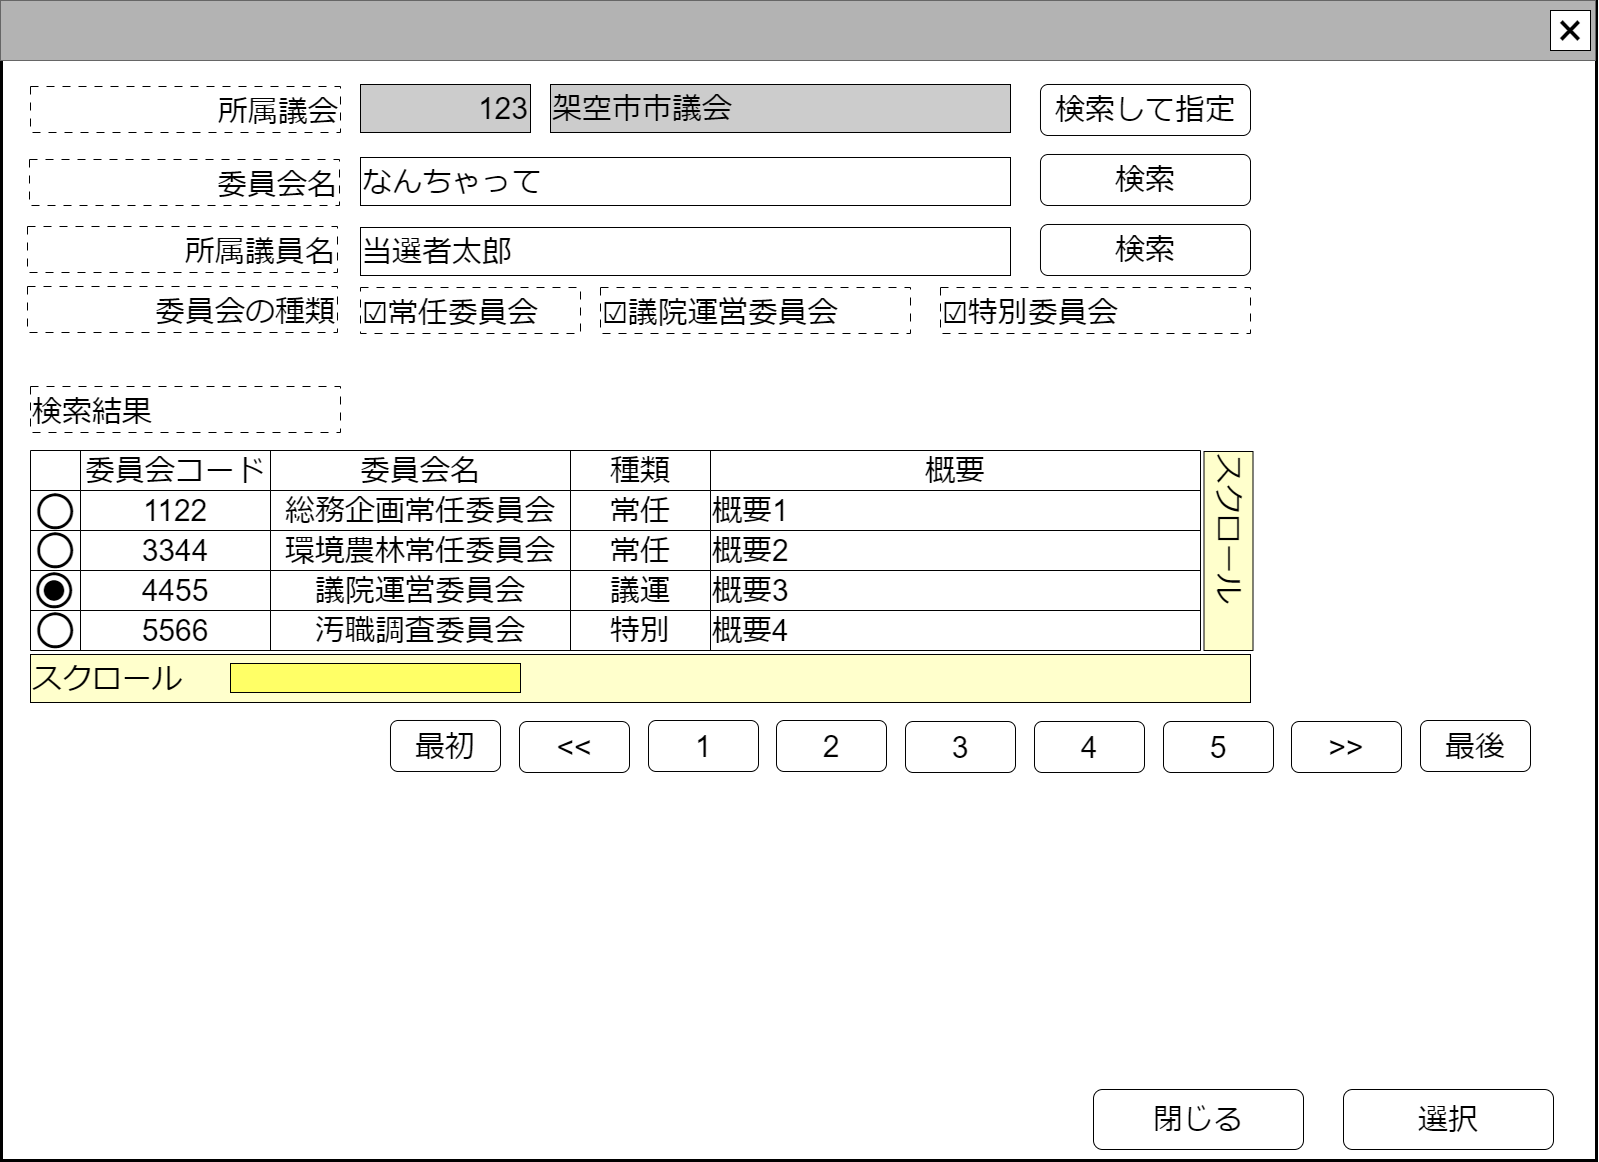 所属議会 123 架空市市議会 検索して指定
委員会名 なんちゃって 検索
所属議員名 当選者太郎 検索
委員会の種類 ☑常任委員会 ☑議院運営委員会 ☑特別委員会
検索結果
委員会コード 委員会名 種類 概要
1122 総務企画常任委員会 常任 概要1
3344 環境農林常任委員会 常任 概要2
4455 議院運営委員会 議運 概要3
5566 汚職調査委員会 特別 概要4
スクロール
スクロール
最初 << 1 2 3 4 5 >> 最後
閉じる 選択